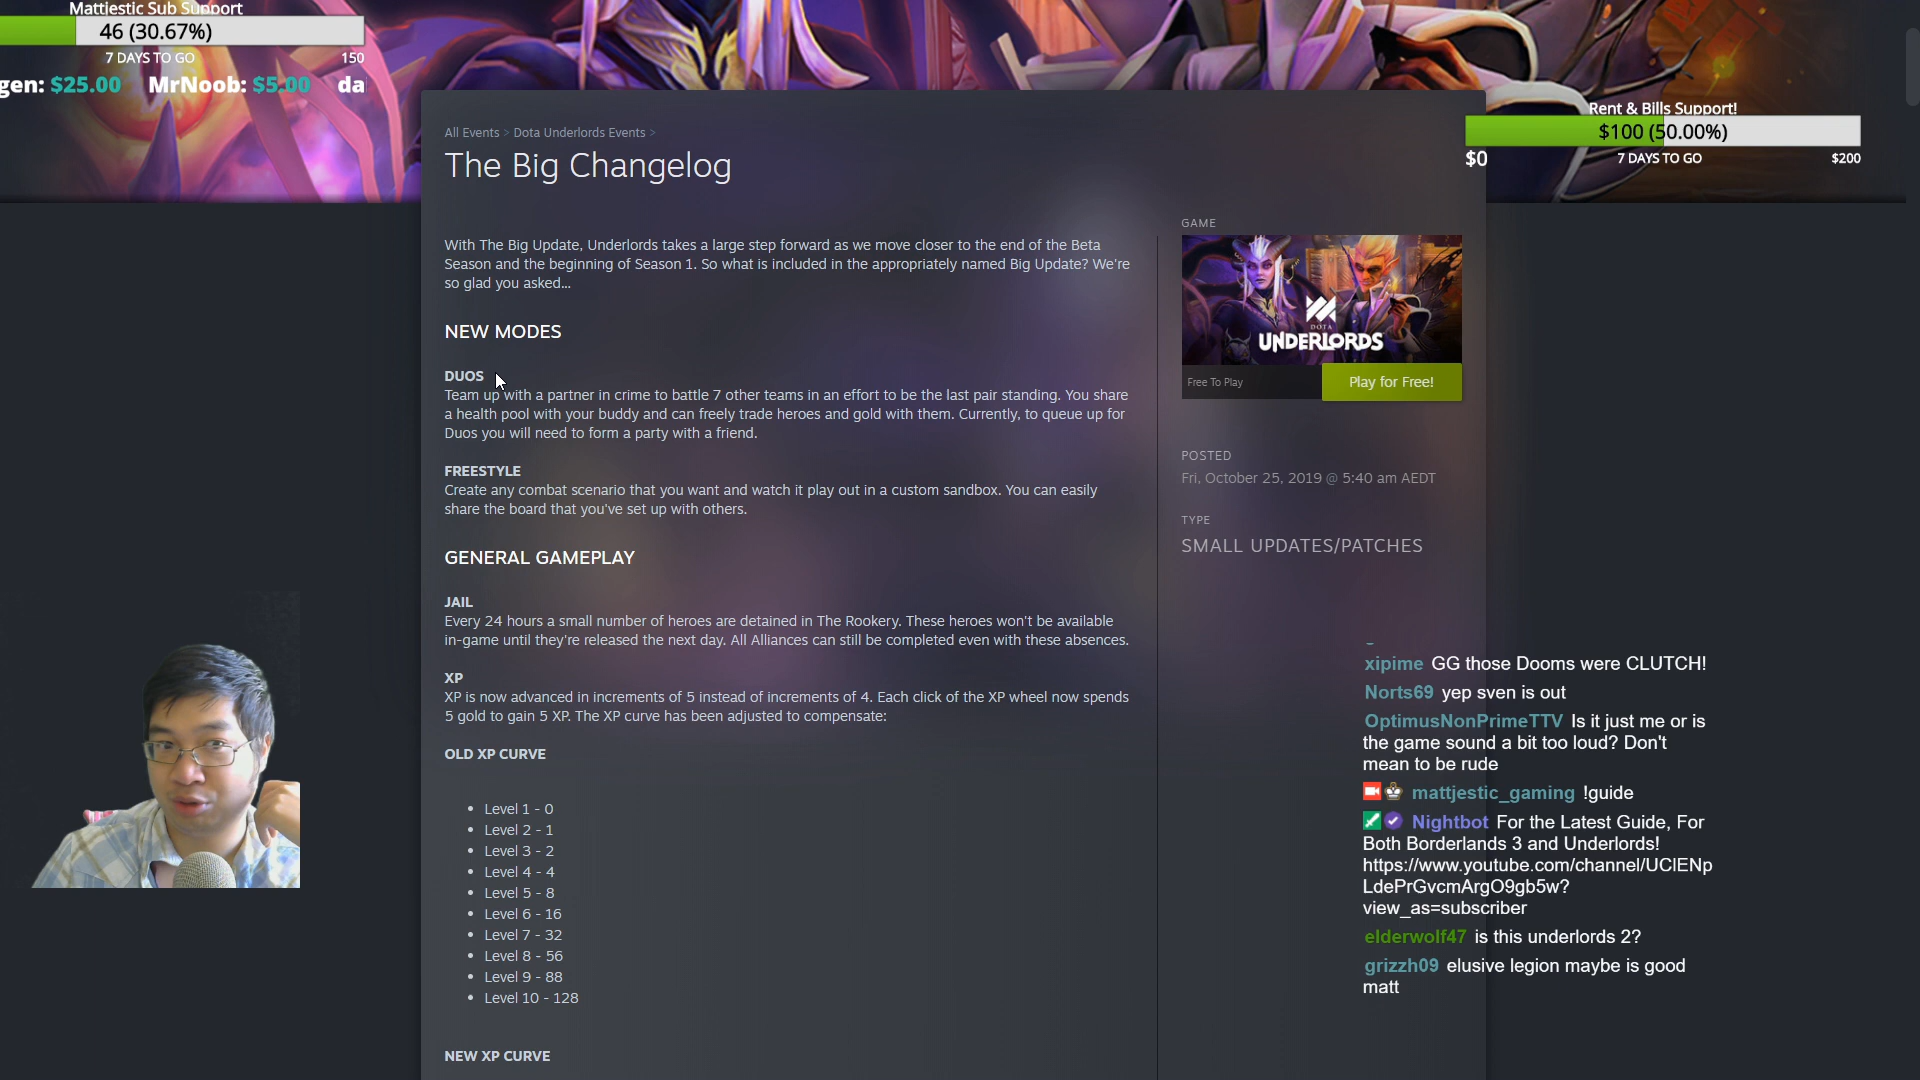 Mattjestic Sub Support
46 (30.67%)
7 DAYS TO GO
150
gen: $25.00 MrNoob: $5.00 da
Rent & Bills Support!
$100 (50.00%)
$0
7 DAYS TO GO
$200
All Events > Dota Underlords Events >
The Big Changelog
With The Big Update, Underlords takes a large step forward as we move closer to the end of the Beta
Season and the beginning of Season 1. So what is included in the appropriately named Big Update? We're
so glad you asked...
NEW MODES
DUOS
Team up with a partner in crime to battle 7 other teams in an effort to be the last pair standing. You share
a health pool with your buddy and can freely trade heroes and gold with them. Currently, to queue up for
Duos you will need to form a party with a friend.
FREESTYLE
Create any combat scenario that you want and watch it play out in a custom sandbox. You can easily
share the board that you've set up with others.
GENERAL GAMEPLAY
JAIL
Every 24 hours a small number of heroes are detained in The Rookery. These heroes won't be available
in-game until they're released the next day. All Alliances can still be completed even with these absences.
XP
XP is now advanced in increments of 5 instead of increments of 4. Each click of the XP wheel now spends
5 gold to gain 5 XP. The XP curve has been adjusted to compensate:
OLD XP CURVE
• Level 1 - 0
• Level 2 - 1
• Level 3 - 2
• Level 4 - 4
• Level 5 - 8
• Level 6 - 16
• Level 7 - 32
• Level 8 - 56
• Level 9 - 88
• Level 10 - 128
NEW XP CURVE
GAME
DOTA
UNDERLORDS
Free To Play
Play for Free!
POSTED
Fri, October 25, 2019 @ 5:40 am AEDT
TYPE
SMALL UPDATES/PATCHES
xipime GG those Dooms were CLUTCH!
Norts69 yep sven is out
OptimusNonPrimeTTV Is it just me or is
the game sound a bit too loud? Don't
mean to be rude
mattjestic_gaming !guide
Nightbot For the Latest Guide, For
Both Borderlands 3 and Underlords!
https://www.youtube.com/channel/UClENp
LdePrGvcmArgO9gb5w?
view_as=subscriber
elderwolf47 is this underlords 2?
grizzh09 elusive legion maybe is good
matt